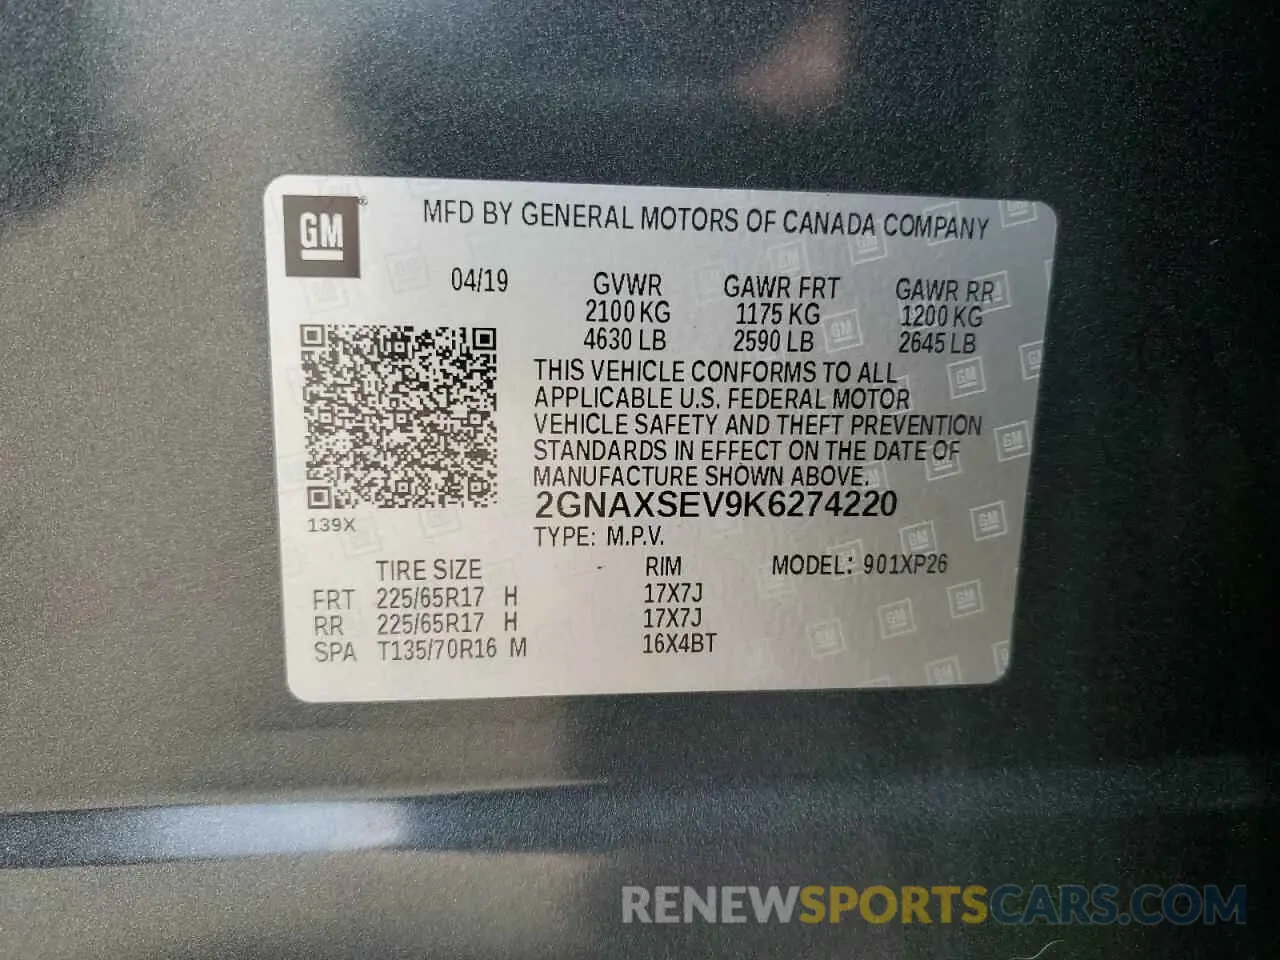 GM ®
MFD BY GENERAL MOTORS OF CANADA COMPANY
04/19 GVWR GAWR FRT GAWR RR
2100 KG 1175 KG 1200 KG
4630 LB 2590 LB 2645 LB
THIS VEHICLE CONFORMS TO ALL
APPLICABLE U.S. FEDERAL MOTOR
VEHICLE SAFETY AND THEFT PREVENTION
STANDARDS IN EFFECT ON THE DATE OF
MANUFACTURE SHOWN ABOVE.
2GNAXSEV9K6274220
139X
TYPE: M.P.V.
TIRE SIZE RIM MODEL: 901XP26
FRT 225/65R17 H 17X7J
RR 225/65R17 H 17X7J
SPA T135/70R16 M 16X4BT
RENEWSPORTSCARS.COM